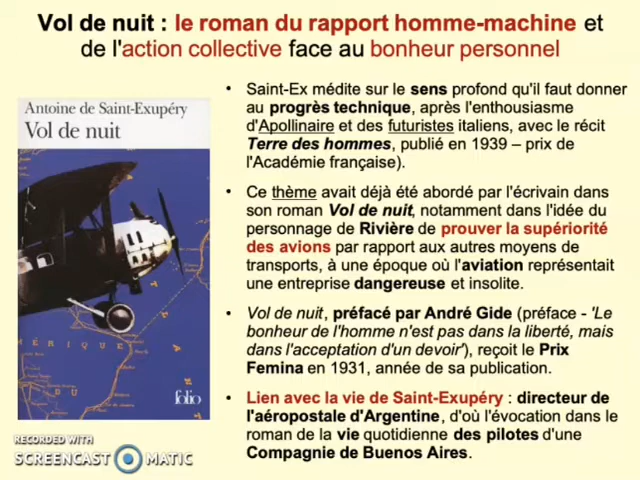 Vol de nuit : le roman du rapport homme-machine et
de l'action collective face au bonheur personnel
Antoine de Saint-Exupéry
Vol de nuit
MÉRIQUE
folio
RECORDED WITH
SCREENCAST MATIC
• Saint-Ex médite sur le sens profond qu'il faut donner
au progrès technique, après l'enthousiasme
d'Apollinaire et des futuristes italiens, avec le récit
Terre des hommes, publié en 1939 – prix de
l'Académie française).
• Ce thème avait déjà été abordé par l'écrivain dans
son roman Vol de nuit, notamment dans l'idée du
personnage de Rivière de prouver la supériorité
des avions par rapport aux autres moyens de
transports, à une époque où l'aviation représentait
une entreprise dangereuse et insolite.
• Vol de nuit, préfacé par André Gide (préface - 'Le
bonheur de l'homme n'est pas dans la liberté, mais
dans l'acceptation d'un devoir'), reçoit le Prix
Femina en 1931, année de sa publication.
• Lien avec la vie de Saint-Exupéry : directeur de
l'aéropostale d'Argentine, d'où l'évocation dans le
roman de la vie quotidienne des pilotes d'une
Compagnie de Buenos Aires.